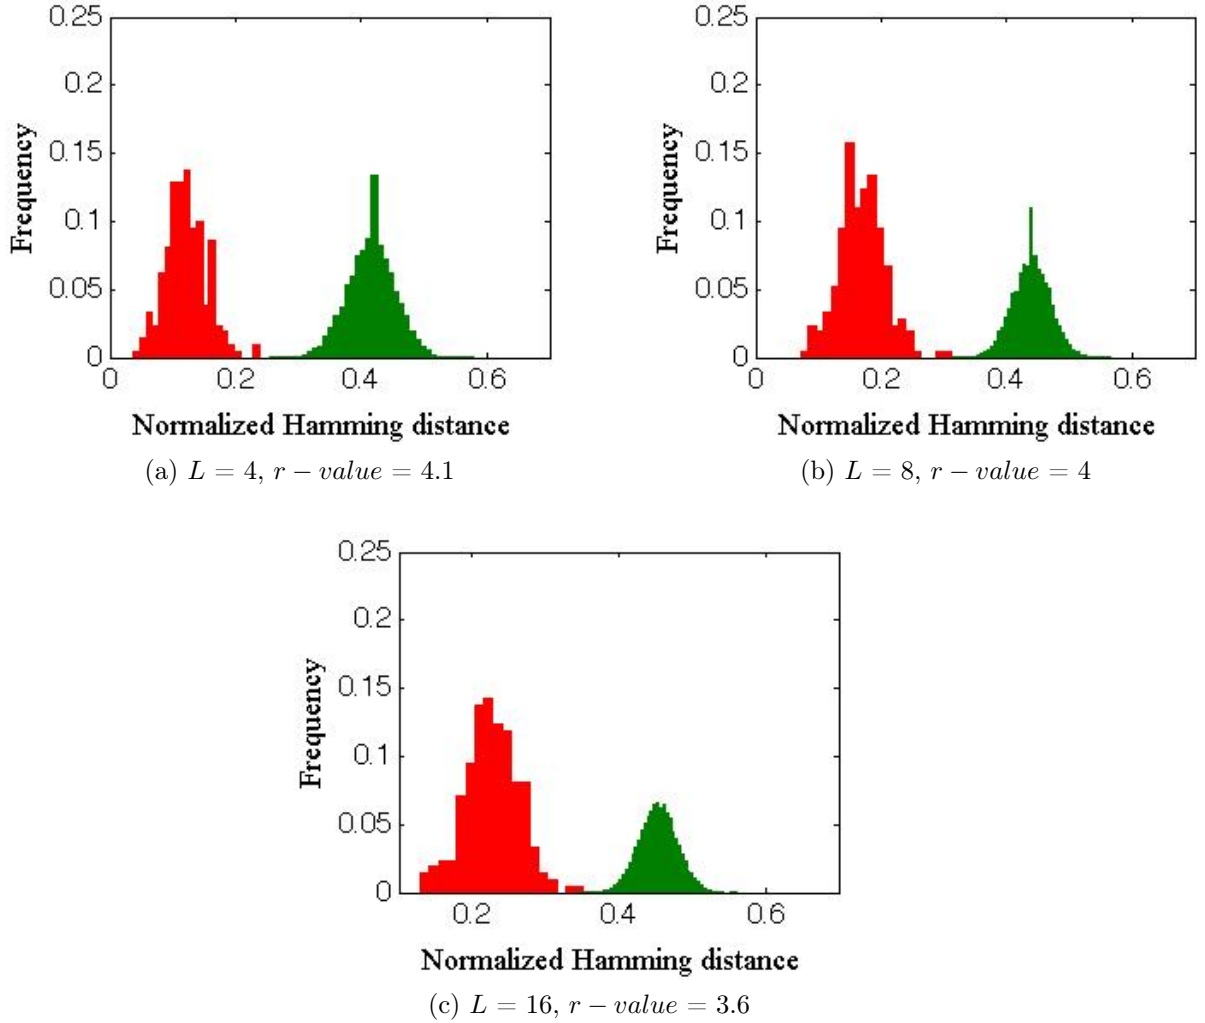 0.25
0.2
0.15
0.1
0.05
0
0 0.2 0.4 0.6
Frequency
Normalized Hamming distance
(a) L = 4, r − value = 4.1
0.25
0.2
0.15
0.1
0.05
0
0 0.2 0.4 0.6
Frequency
Normalized Hamming distance
(b) L = 8, r − value = 4
0.25
0.2
0.15
0.1
0.05
0
0.2 0.4 0.6
Frequency
Normalized Hamming distance
(c) L = 16, r − value = 3.6